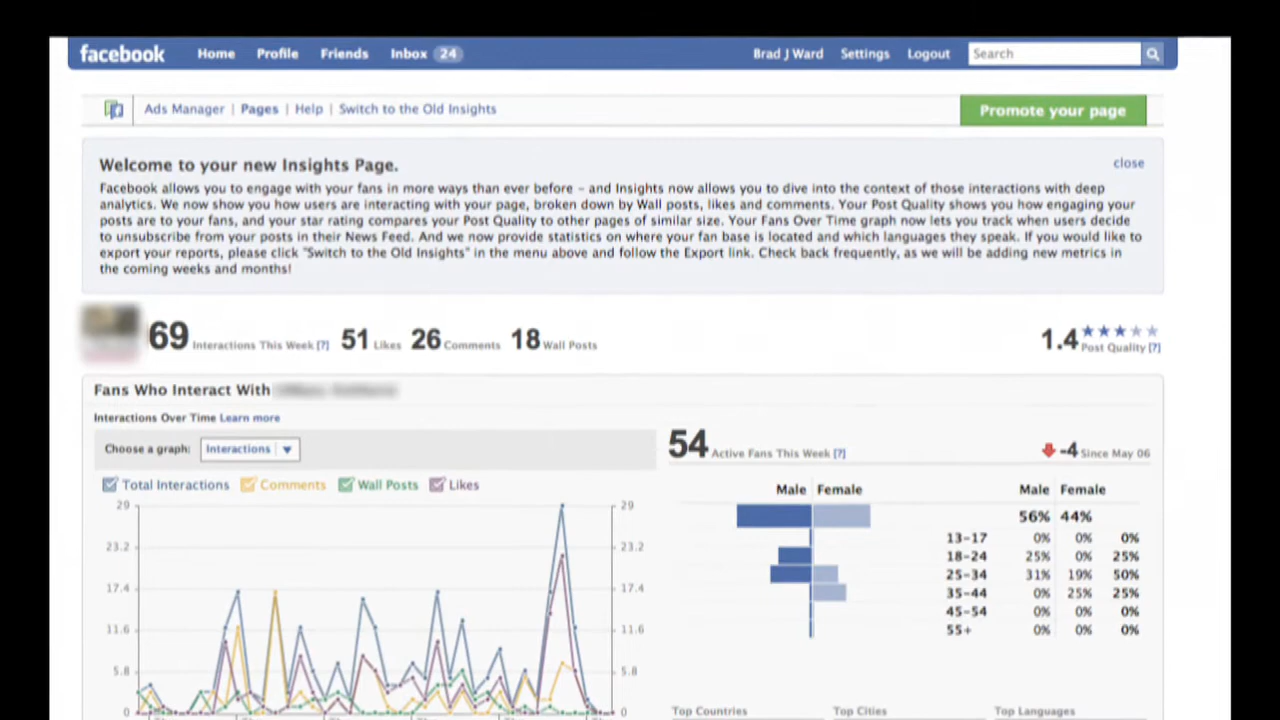 facebook Home Profile Friends Inbox 24 Brad J Ward Settings Logout Search
Ads Manager | Pages | Help | Switch to the Old Insights Promote your page
Welcome to your new Insights Page. close
Facebook allows you to engage with your fans in more ways than ever before – and Insights now allows you to dive into the context of those interactions with deep
analytics. We now show you how users are interacting with your page, broken down by Wall posts, likes and comments. Your Post Quality shows you how engaging your
posts are to your fans, and your star rating compares your Post Quality to other pages of similar size. Your Fans Over Time graph now lets you track when users decide
to unsubscribe from your posts in their News Feed. And we now provide statistics on where your fan base is located and which languages they speak. If you would like to
export your reports, please click "Switch to the Old Insights" in the menu above and follow the Export link. Check back frequently, as we will be adding new metrics in
the coming weeks and months!
69 Interactions This Week [?] 51 Likes 26 Comments 18 Wall Posts 1.4 Post Quality [?]
Fans Who Interact With
Interactions Over Time Learn more
Choose a graph: Interactions
Total Interactions Comments Wall Posts Likes
29 29
23.2 23.2
17.4 17.4
11.6 11.6
5.8 5.8
0 0
54 Active Fans This Week [?] -4 Since May 06
Male Female Male Female
56% 44%
13-17 0% 0% 0%
18-24 25% 0% 25%
25-34 31% 19% 50%
35-44 0% 25% 25%
45-54 0% 0% 0%
55+ 0% 0% 0%
Top Countries Top Cities Top Languages